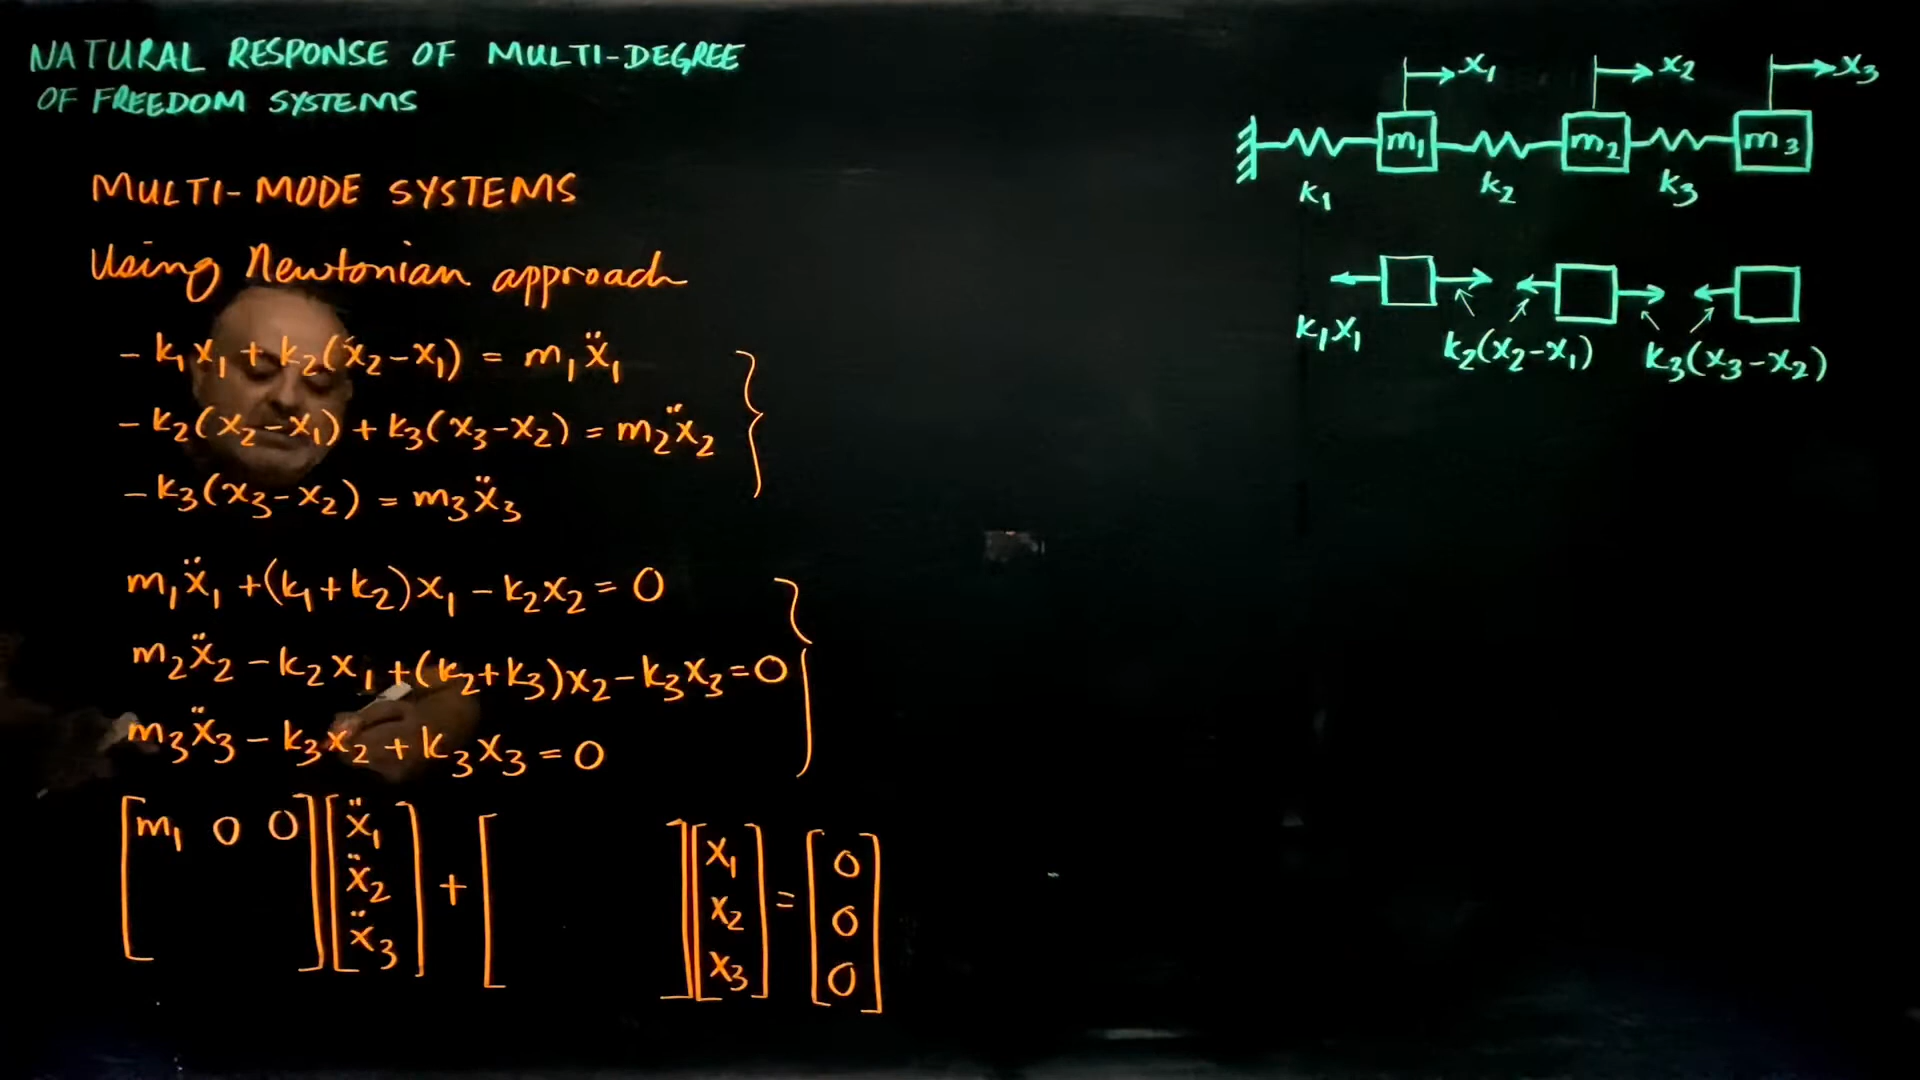 NATURAL RESPONSE OF MULTI-DEGREE
OF FREEDOM SYSTEMS
MULTI-MODE SYSTEMS
Using Newtonian approach
-k₁x₁ + k₂(x₂-x₁) = m₁ẍ₁
-k₂(x₂-x₁) + k₃(x₃-x₂) = m₂ẍ₂
-k₃(x₃-x₂) = m₃ẍ₃
m₁ẍ₁ + (k₁+k₂)x₁ - k₂x₂ = 0
m₂ẍ₂ - k₂x₁ + (k₂+k₃)x₂ - k₃x₃ = 0
m₃ẍ₃ - k₃x₂ + k₃x₃ = 0
[m₁ 0 0] [ẍ₁ ẍ₂ ẍ₃] + [ ] [x₁ x₂ x₃] = [0 0 0]
x₁ x₂ x₃
m₁ m₂ m₃
k₁ k₂ k₃
k₁x₁ k₂(x₂-x₁) k₃(x₃-x₂)